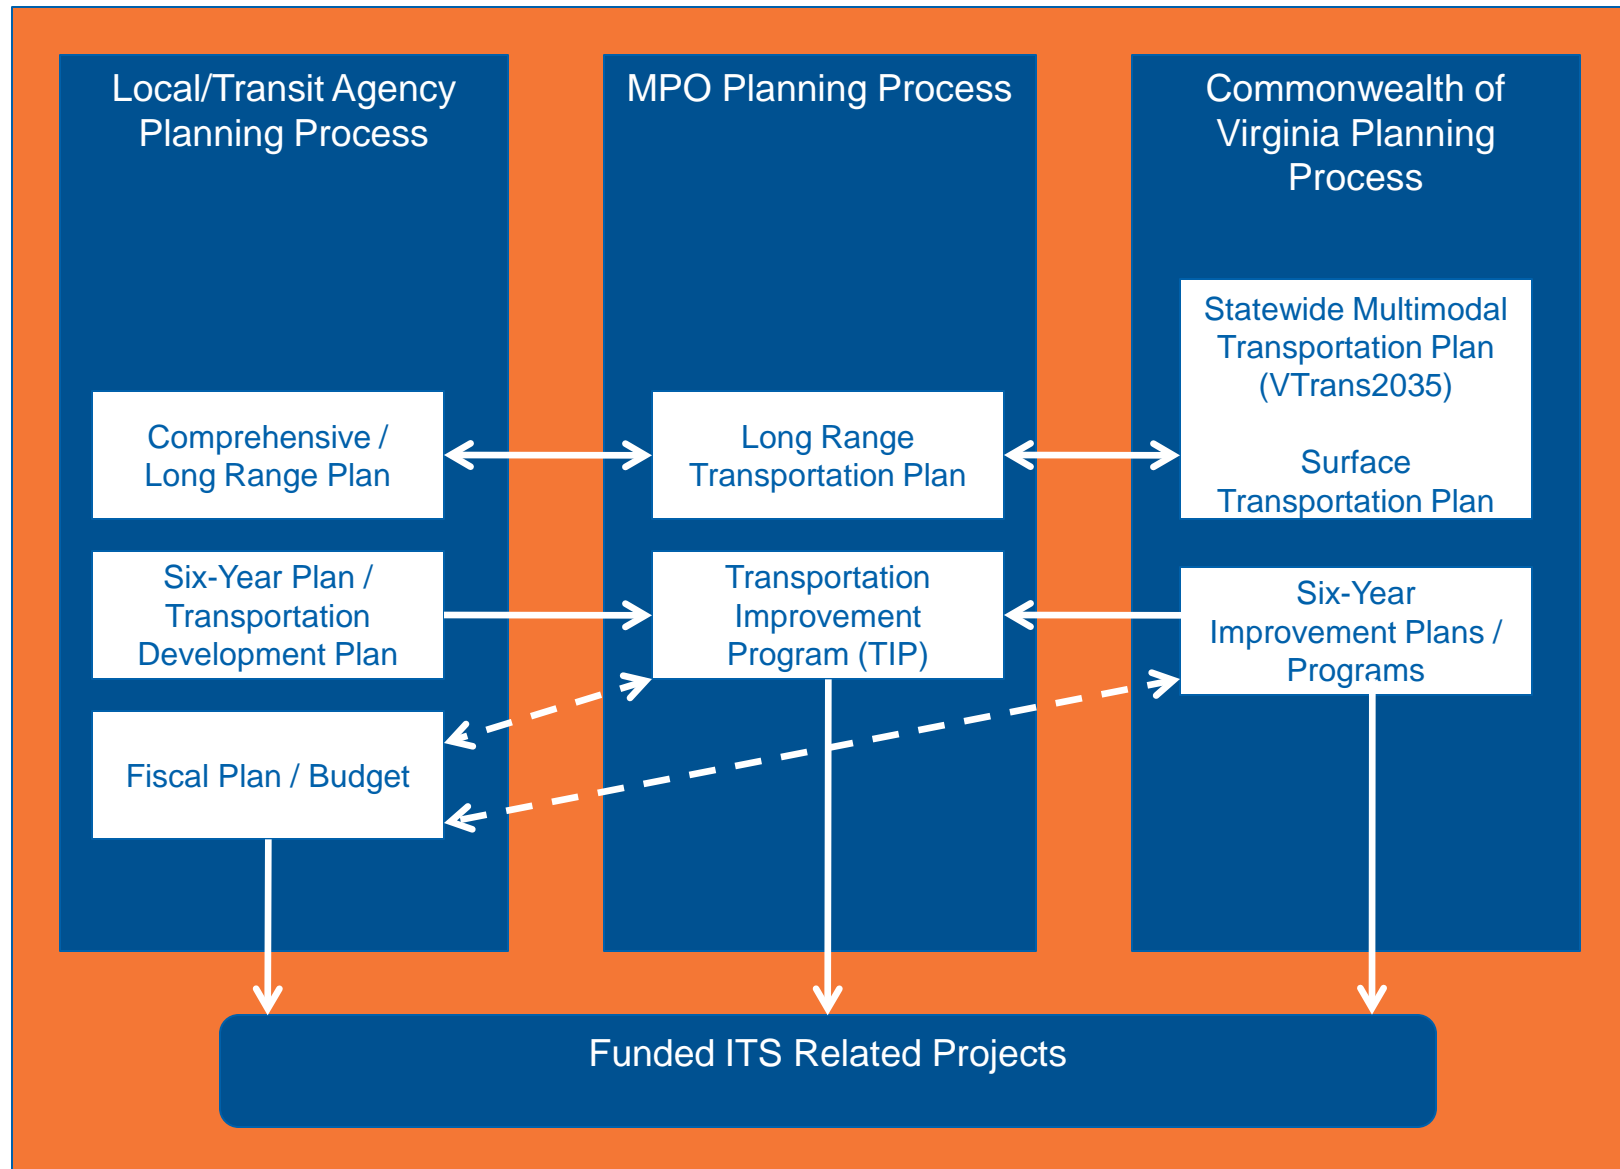 Local/Transit Agency
Planning Process
MPO Planning Process
Commonwealth of
Virginia Planning
Process
Comprehensive /
Long Range Plan
Long Range
Transportation Plan
Statewide Multimodal
Transportation Plan
(VTrans2035)
Surface
Transportation Plan
Six-Year Plan /
Transportation
Development Plan
Transportation
Improvement
Program (TIP)
Six-Year
Improvement Plans /
Programs
Fiscal Plan / Budget
Funded ITS Related Projects